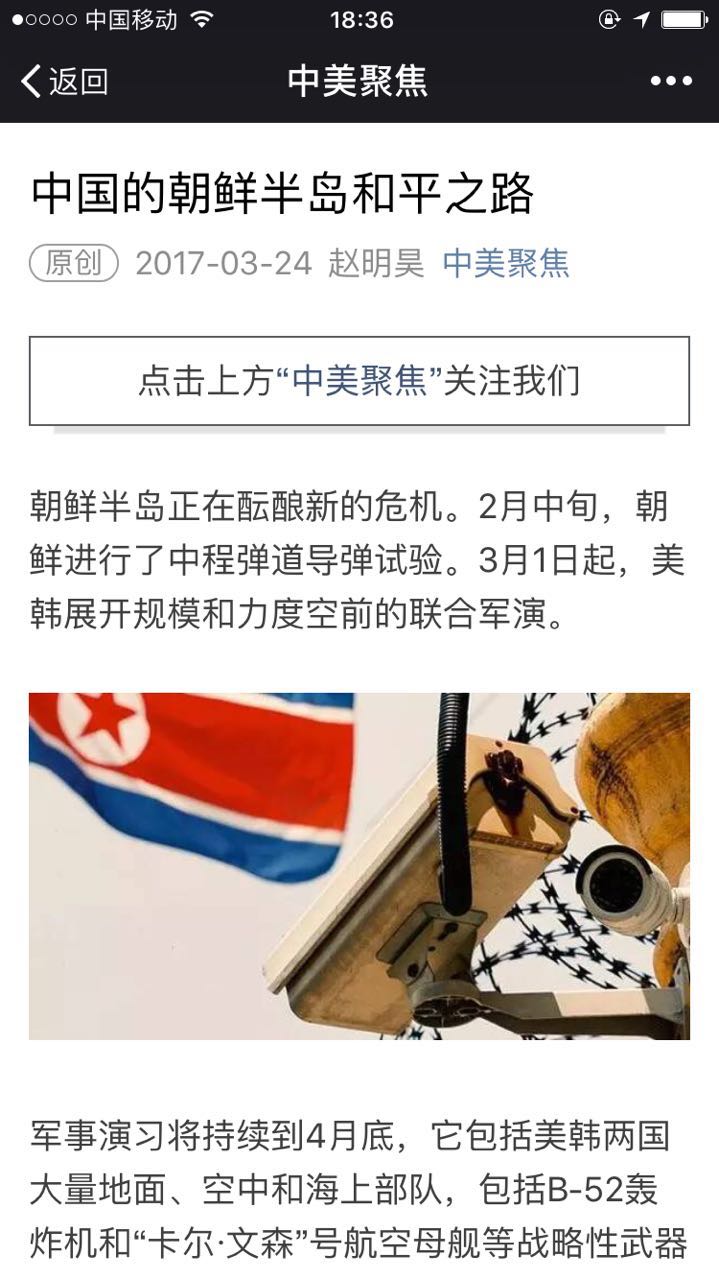 中国移动 18:36
返回 中美聚焦
中国的朝鲜半岛和平之路
原创 2017-03-24 赵明昊 中美聚焦
点击上方“中美聚焦”关注我们
朝鲜半岛正在酝酿新的危机。2月中旬，朝
鲜进行了中程弹道导弹试验。3月1日起，美
韩展开规模和力度空前的联合军演。
军事演习将持续到4月底，它包括美韩两国
大量地面、空中和海上部队，包括B-52轰
炸机和“卡尔·文森”号航空母舰等战略性武器